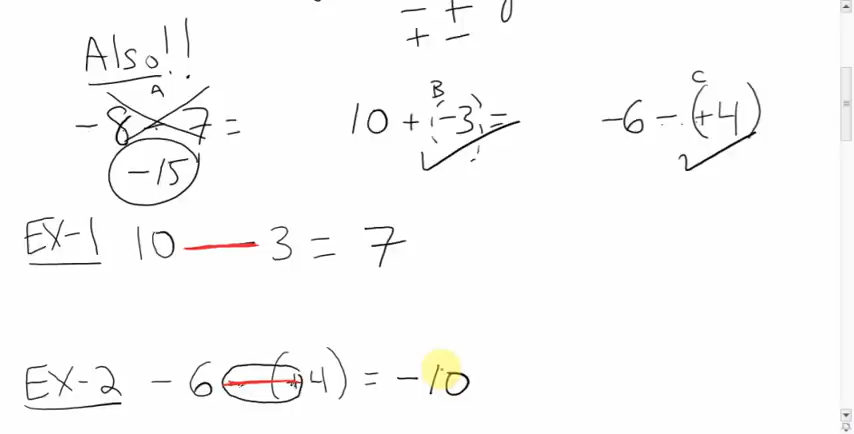 - +
+ -
Also!!
A B C
-8 - 7 = 10 + (-3) = -6 - (+4)
-15
EX-1 10 — 3 = 7
EX-2 - 6 — (+4) = -10